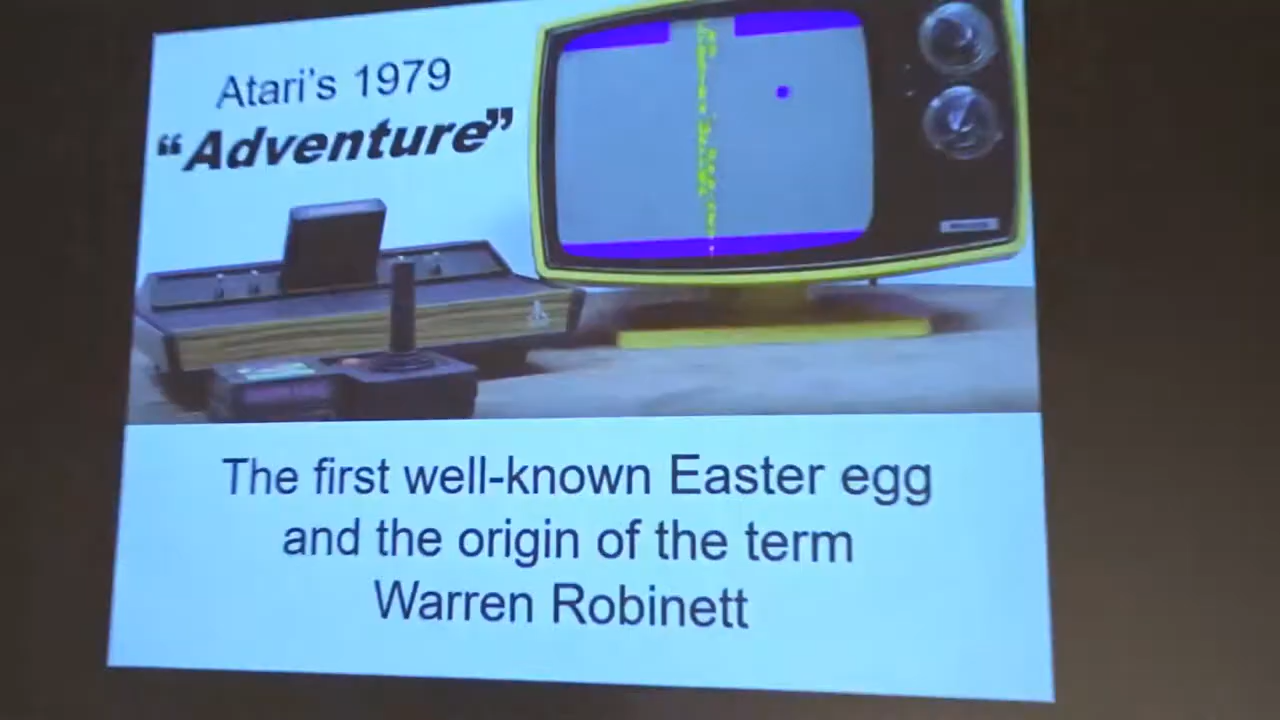 Atari's 1979
"Adventure"
The first well-known Easter egg
and the origin of the term
Warren Robinett